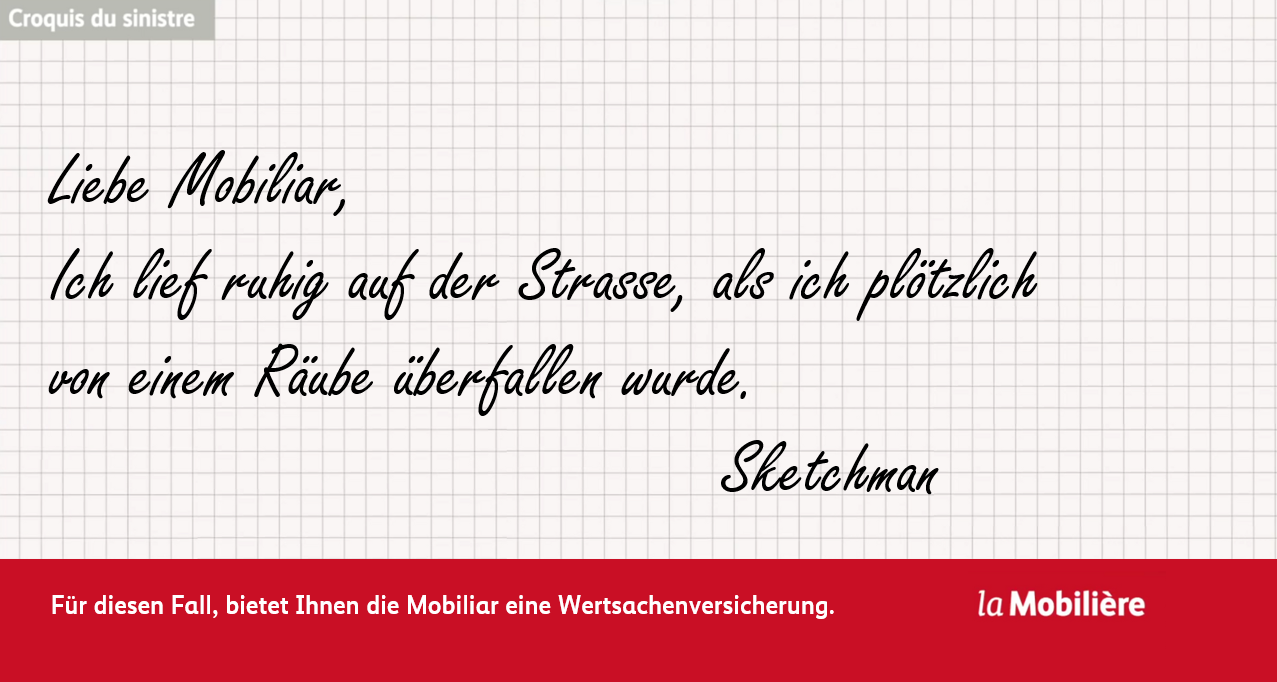 Croquis du sinistre
Liebe Mobiliar,
Ich lief ruhig auf der Strasse, als ich plötzlich
von einem Räube überfallen wurde.
Sketchman
Für diesen Fall, bietet Ihnen die Mobiliar eine Wertsachenversicherung.
la Mobilière